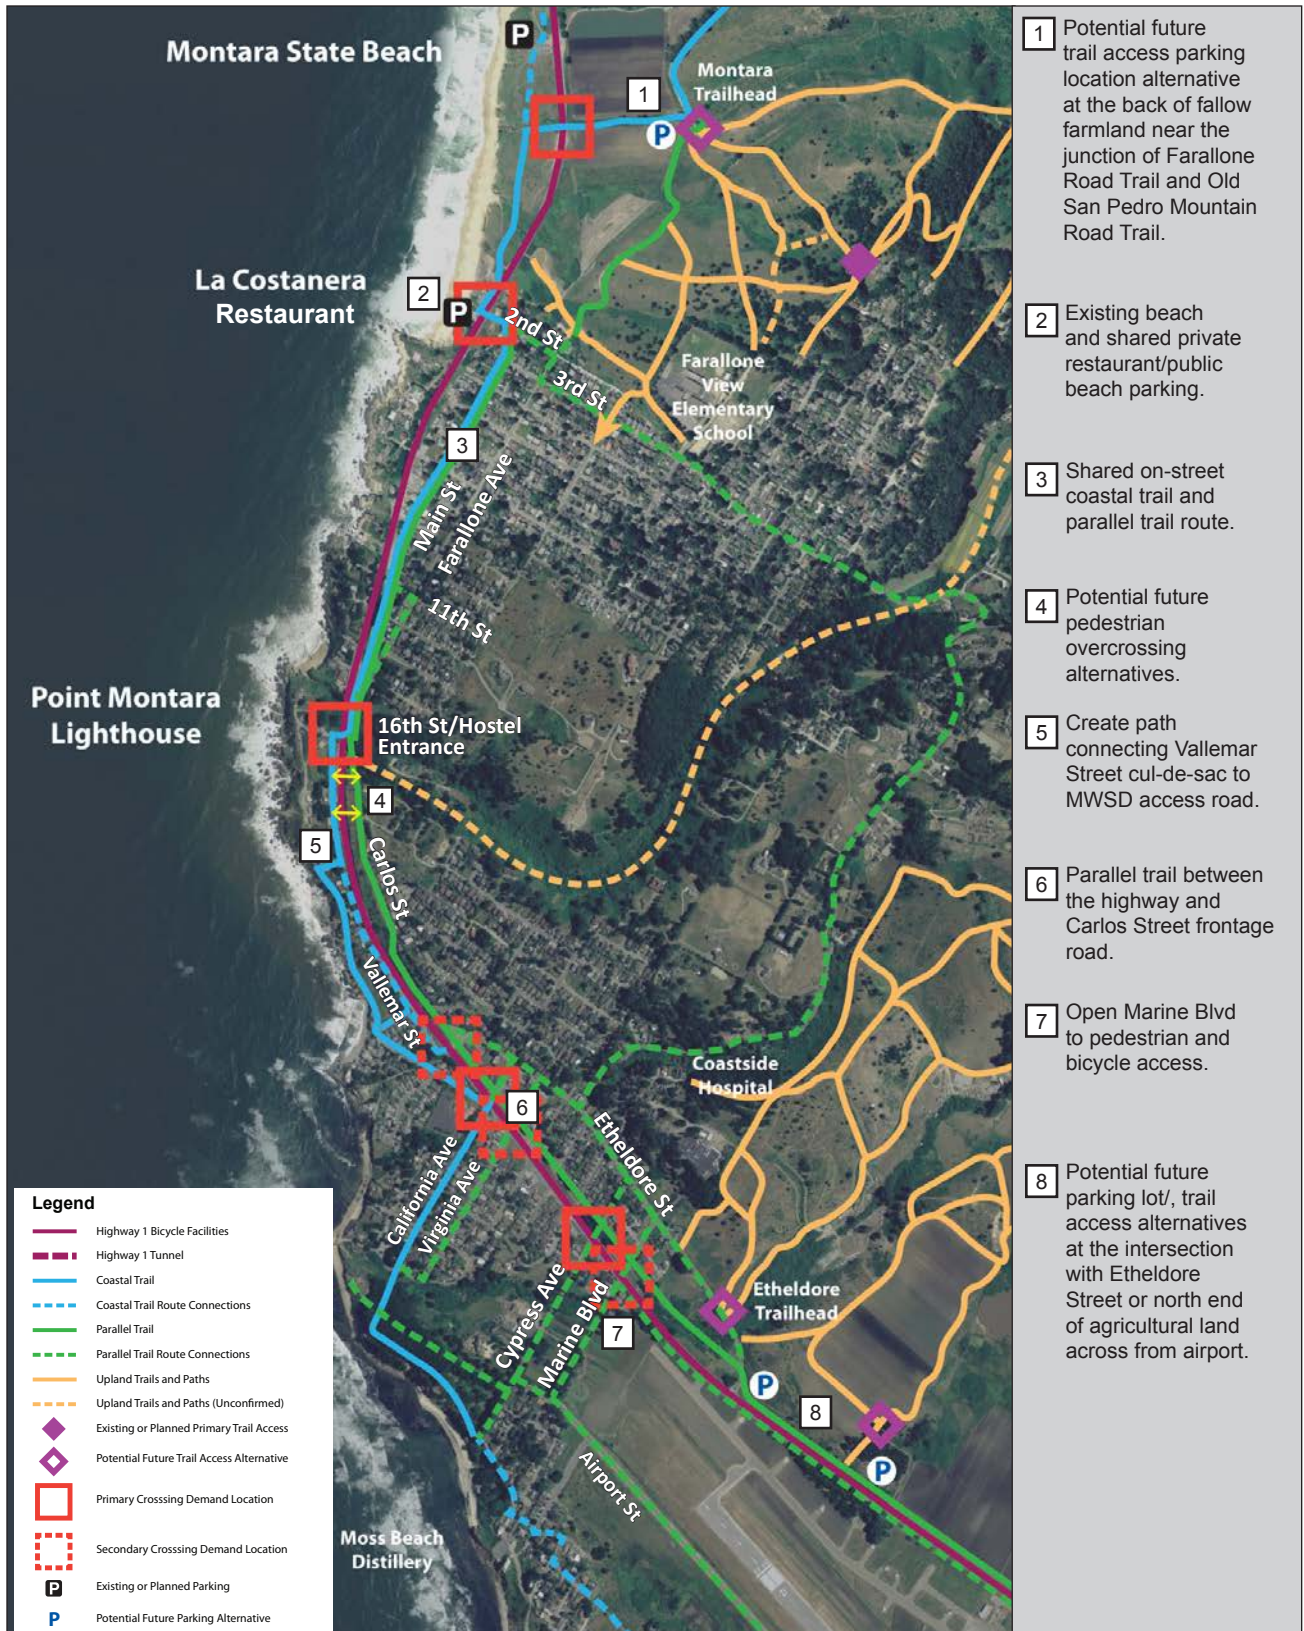 Montara State Beach
P
1
Montara
Trailhead
P
La Costanera
Restaurant
2
P
2nd St
3rd St
Farallone
View
Elementary
School
3
Main St
Farallone Ave
11th St
Point Montara
Lighthouse
16th St/Hostel
Entrance
4
5
Carlos St
Vallemar St
Coastside
Hospital
6
Etheldore St
California Ave
Virginia Ave
Cypress Ave
Marine Blvd
7
Etheldore
Trailhead
P
8
P
Airport St
Moss Beach
Distillery
Legend
Highway 1 Bicycle Facilities
Highway 1 Tunnel
Coastal Trail
Coastal Trail Route Connections
Parallel Trail
Parallel Trail Route Connections
Upland Trails and Paths
Upland Trails and Paths (Unconfirmed)
Existing or Planned Primary Trail Access
Potential Future Trail Access Alternative
Primary Crosssing Demand Location
Secondary Crosssing Demand Location
P Existing or Planned Parking
P Potential Future Parking Alternative
1 Potential future
trail access parking
location alternative
at the back of fallow
farmland near the
junction of Farallone
Road Trail and Old
San Pedro Mountain
Road Trail.
2 Existing beach
and shared private
restaurant/public
beach parking.
3 Shared on-street
coastal trail and
parallel trail route.
4 Potential future
pedestrian
overcrossing
alternatives.
5 Create path
connecting Vallemar
Street cul-de-sac to
MWSD access road.
6 Parallel trail between
the highway and
Carlos Street frontage
road.
7 Open Marine Blvd
to pedestrian and
bicycle access.
8 Potential future
parking lot/, trail
access alternatives
at the intersection
with Etheldore
Street or north end
of agricultural land
across from airport.